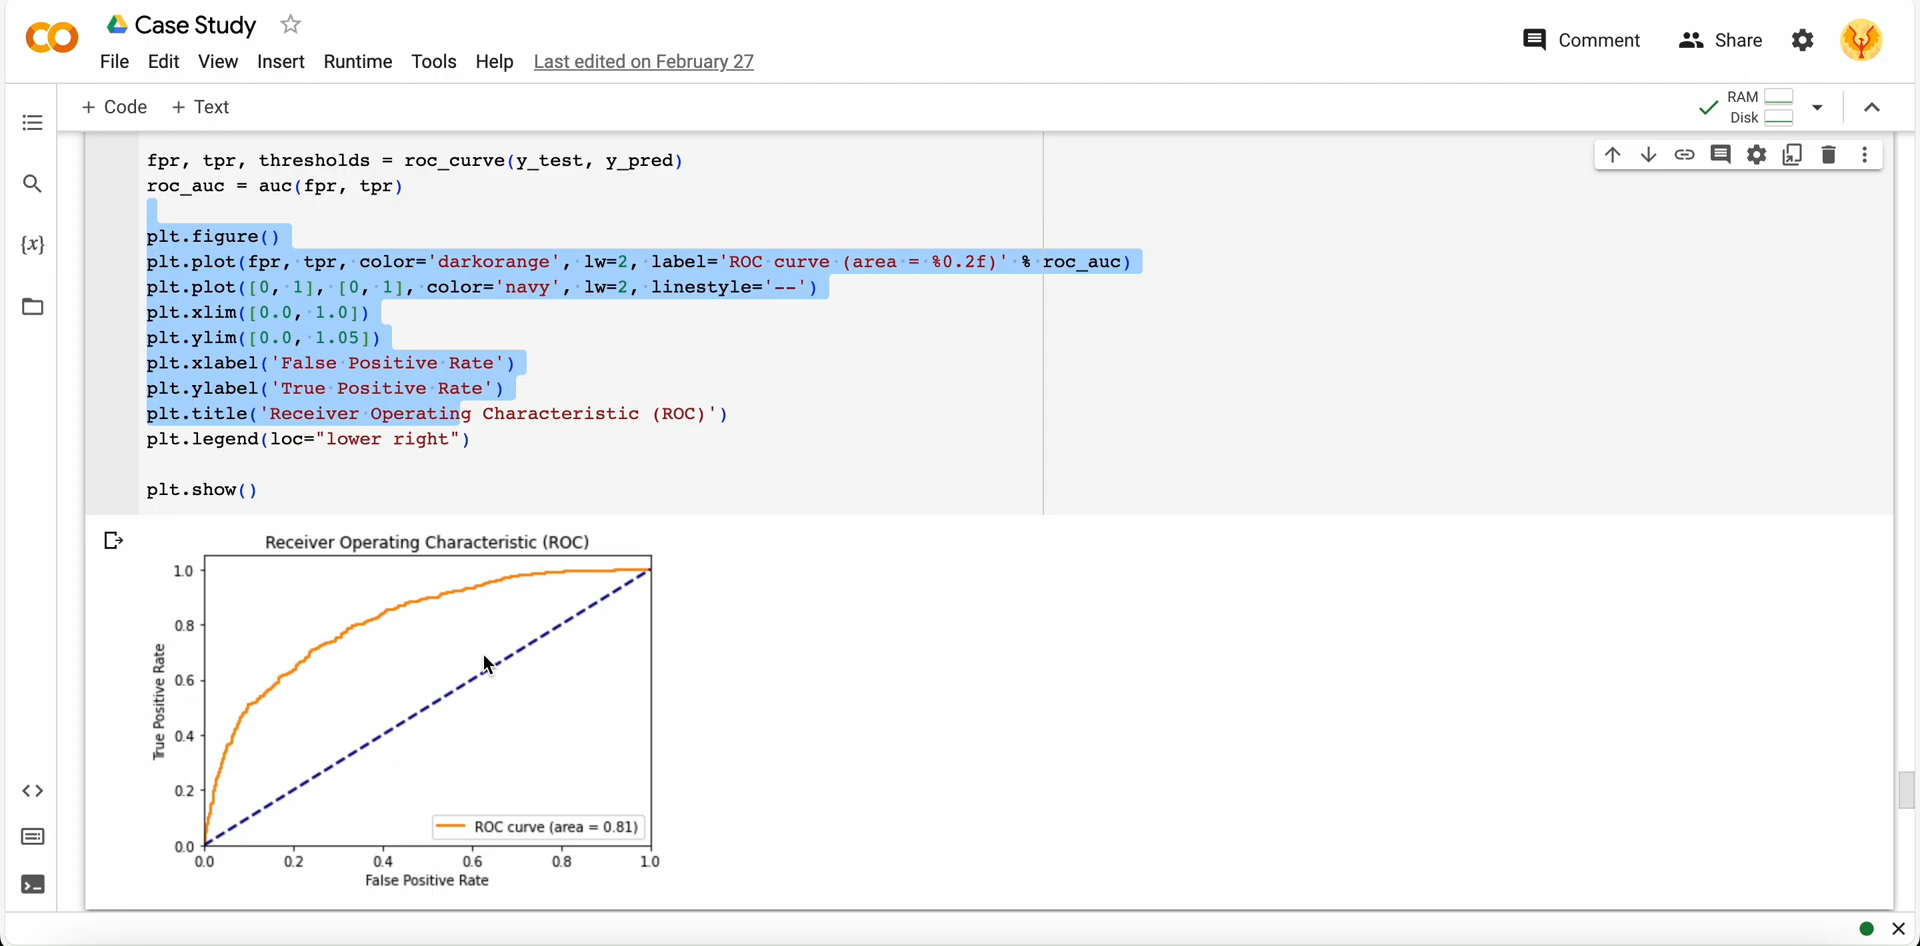 Case Study
Comment
Share
File Edit View Insert Runtime Tools Help Last edited on February 27
+ Code + Text
RAM
Disk
{x}
fpr, tpr, thresholds = roc_curve(y_test, y_pred)
roc_auc = auc(fpr, tpr)
plt.figure()
plt.plot(fpr, tpr, color='darkorange', lw=2, label='ROC curve (area = %0.2f)' % roc_auc)
plt.plot([0, 1], [0, 1], color='navy', lw=2, linestyle='--')
plt.xlim([0.0, 1.0])
plt.ylim([0.0, 1.05])
plt.xlabel('False Positive Rate')
plt.ylabel('True Positive Rate')
plt.title('Receiver Operating Characteristic (ROC)')
plt.legend(loc="lower right")
plt.show()
Receiver Operating Characteristic (ROC)
1.0
0.8
0.6
0.4
0.2
0.0
True Positive Rate
ROC curve (area = 0.81)
0.0 0.2 0.4 0.6 0.8 1.0
False Positive Rate